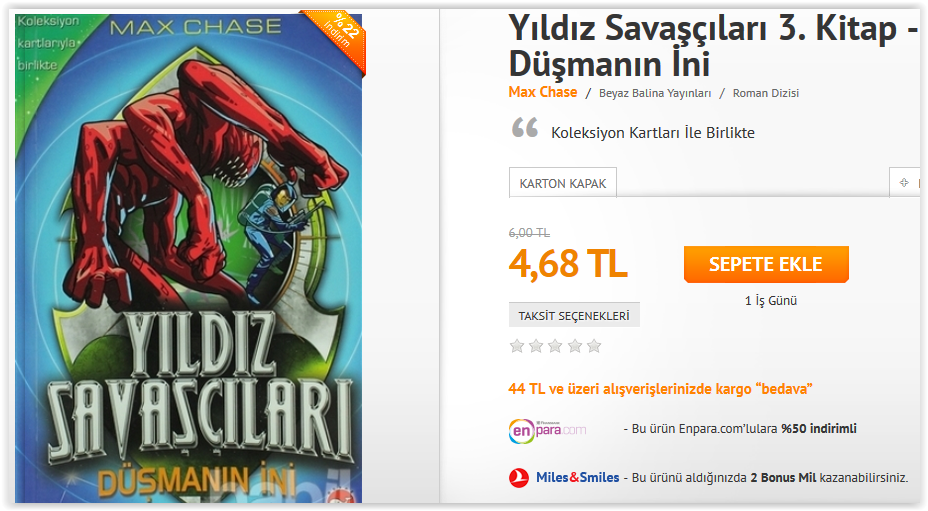 Koleksiyon
kartlarıyla
birlikte
MAX CHASE
% 22
İndirim
YILDIZ
SAVAŞÇILARI
DÜŞMANIN İNİ
Yıldız Savaşçıları 3. Kitap -
Düşmanın İni
Max Chase / Beyaz Balina Yayınları / Roman Dizisi
Koleksiyon Kartları İle Birlikte
KARTON KAPAK
6,00 TL
4,68 TL
SEPETE EKLE
1 İş Günü
TAKSİT SEÇENEKLERİ
44 TL ve üzeri alışverişlerinizde kargo “bedava”
enpara.com - Bu ürün Enpara.com’lulara %50 indirimli
Miles&Smiles - Bu ürünü aldığınızda 2 Bonus Mil kazanabilirsiniz.